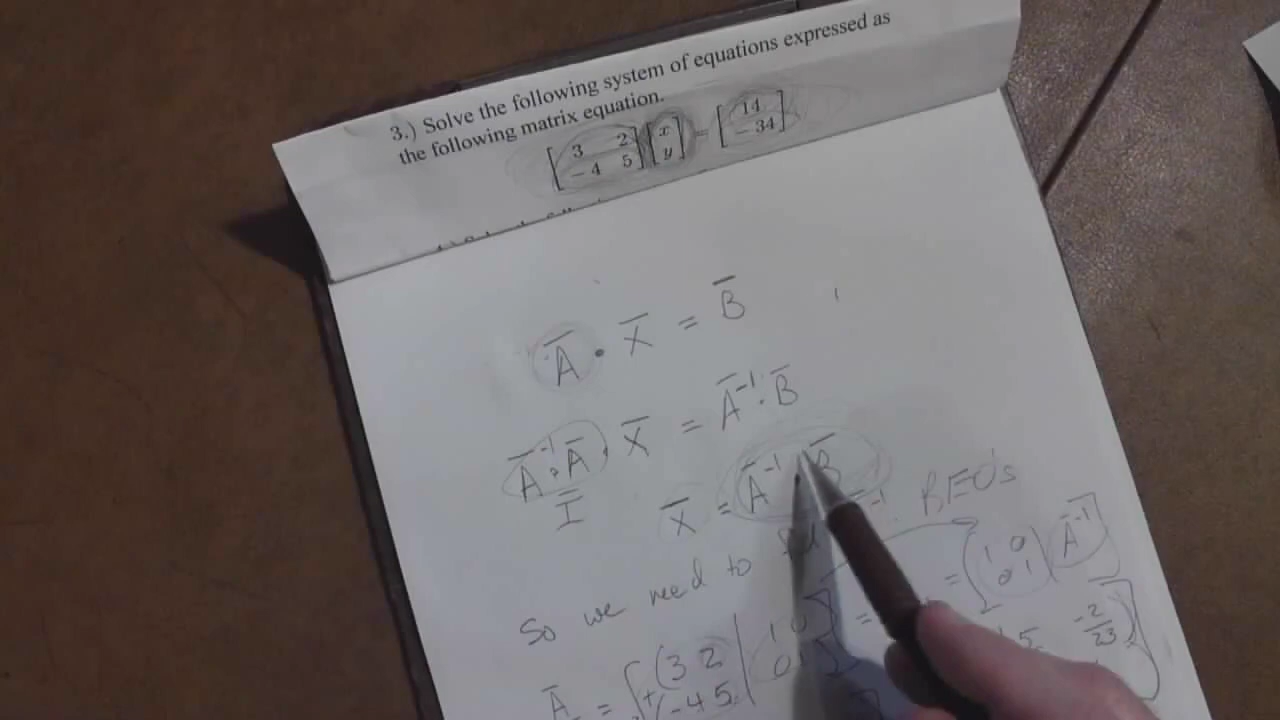 3.) Solve the following system of equations expressed as
the following matrix equation.
[ 3 2 ] [ x ] = [ 14 ]
[ -4 5 ] [ y ] [ -34 ]
A̅ · X̅ = B̅
A̅⁻¹ · A̅ · X̅ = A̅⁻¹ · B̅
I̅ X̅ = A̅⁻¹ · B̅
So we need to A̅⁻¹.
= ( 1 0 | A̅⁻¹ )
0 1
A̅ = ( 3 2 | 1 0 ) =
-4 5 0
-2/23